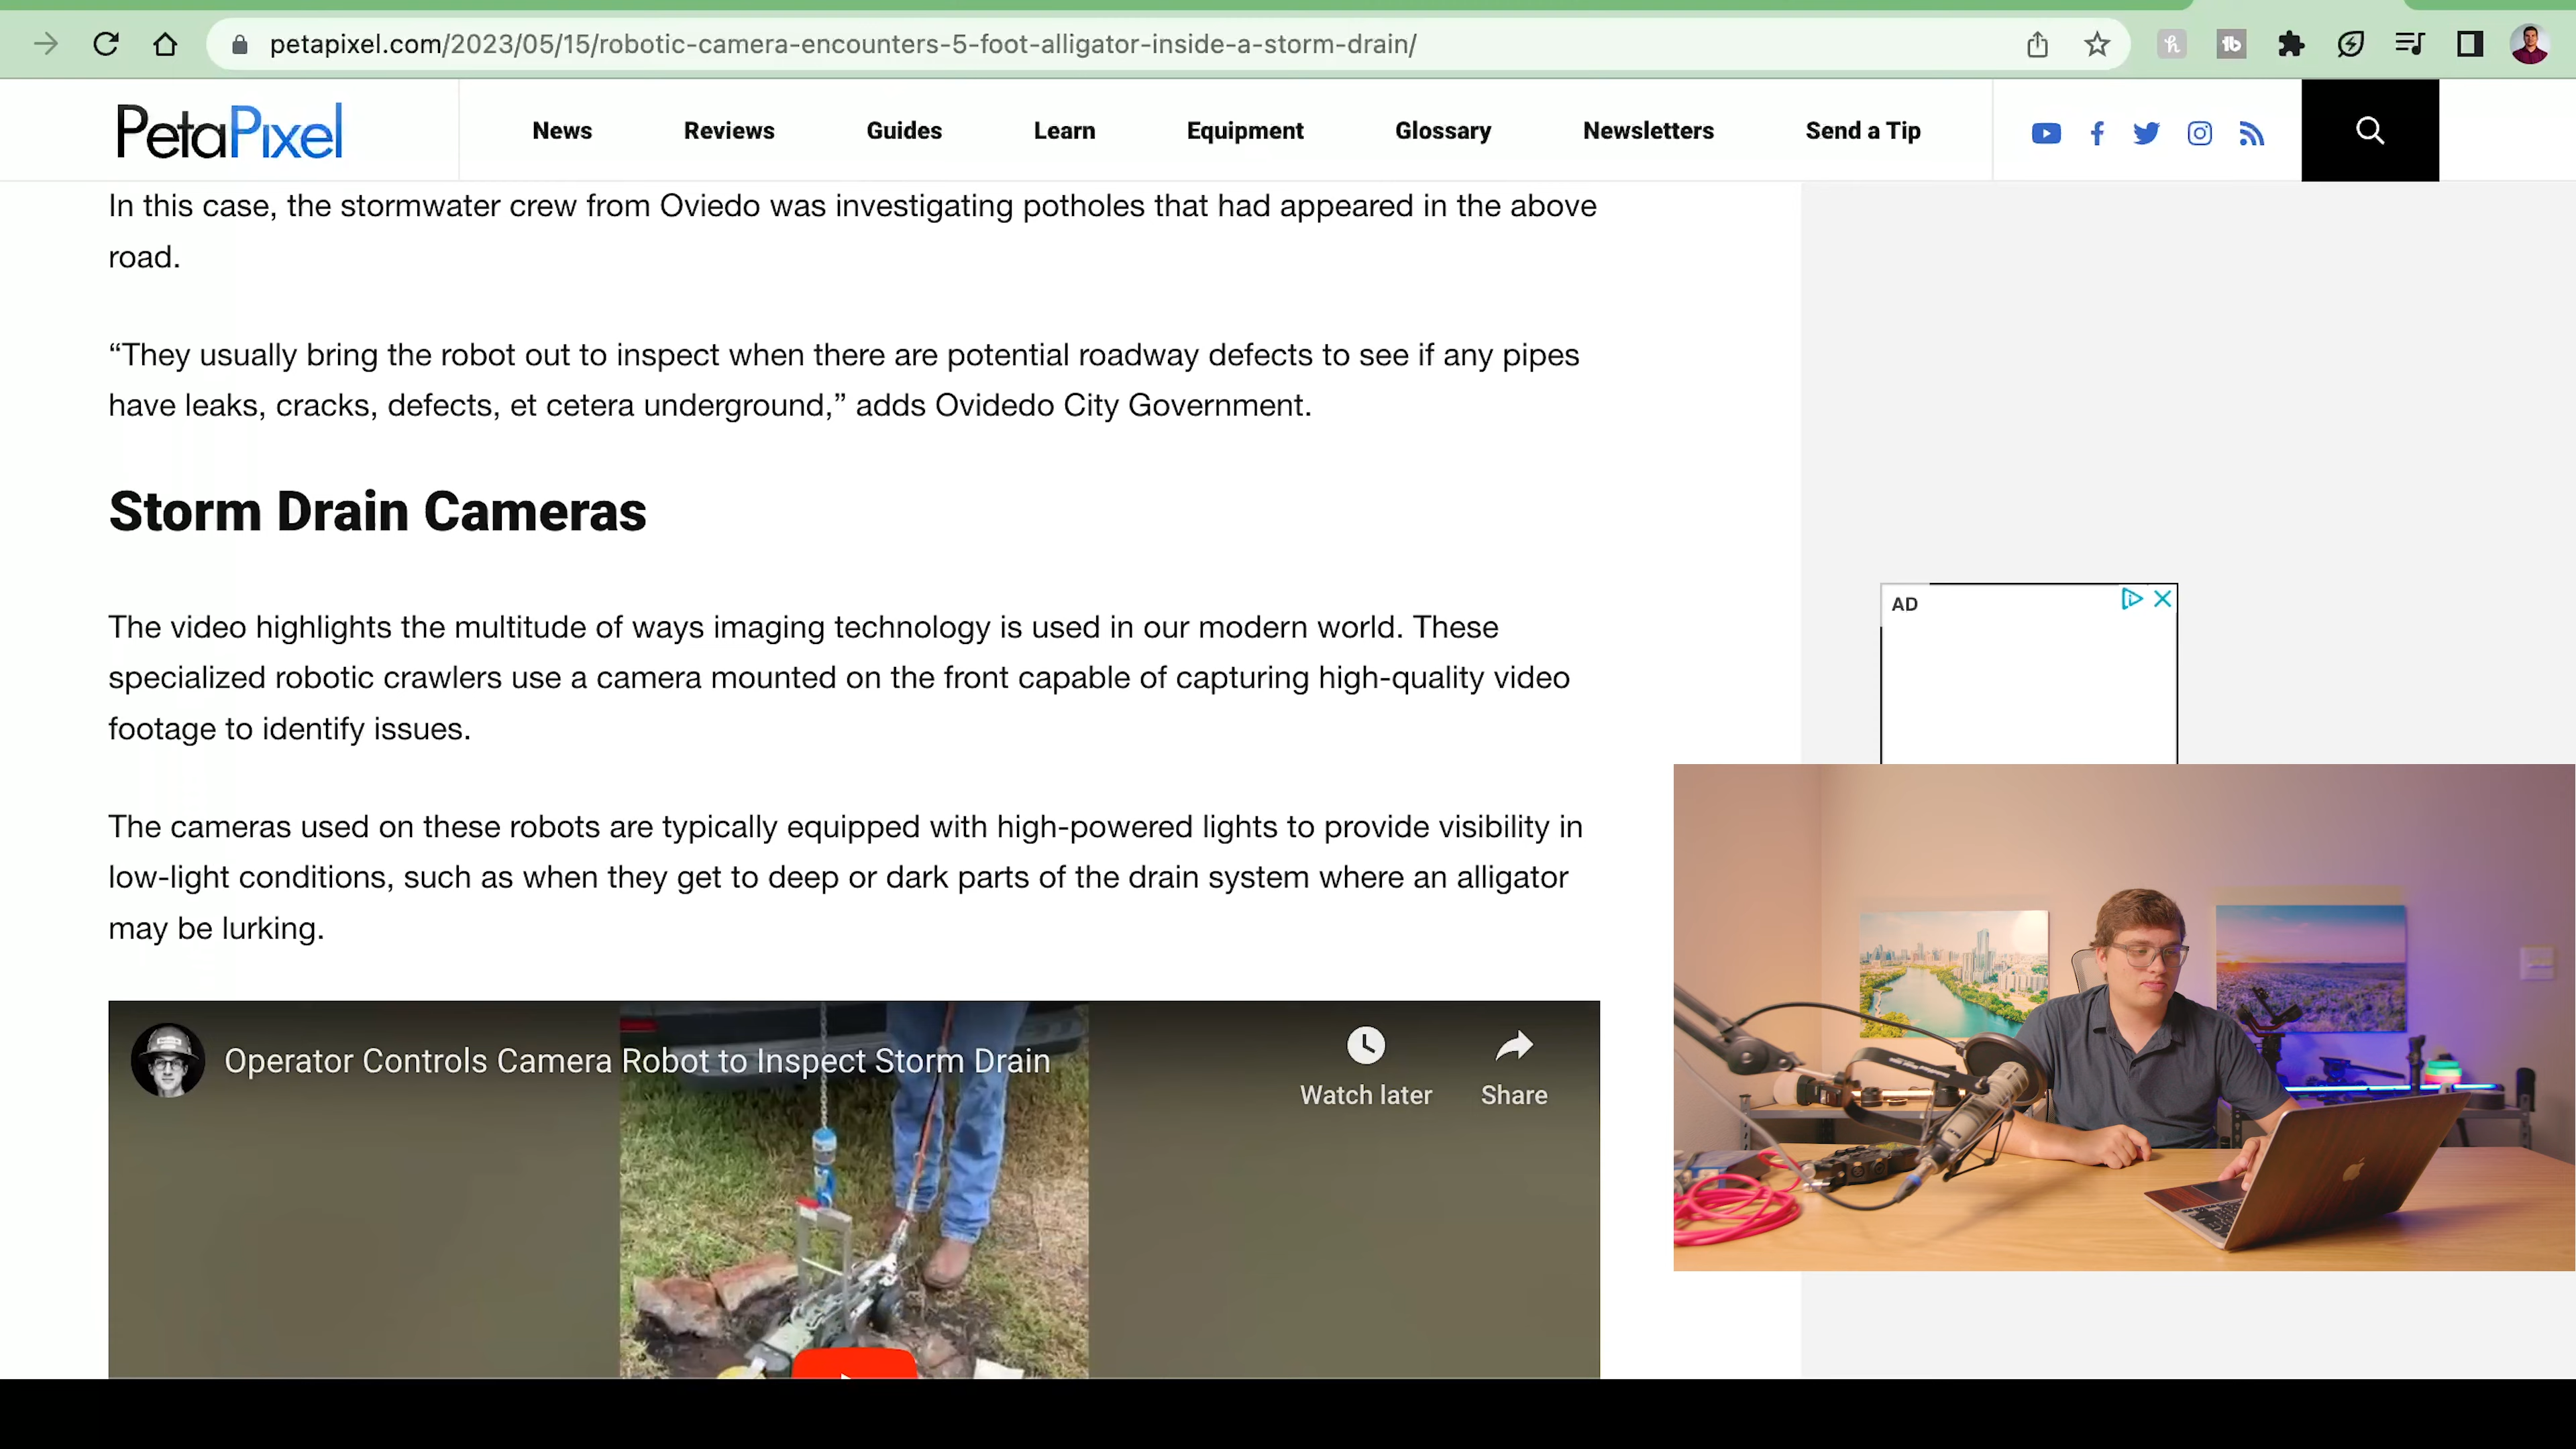 petapixel.com/2023/05/15/robotic-camera-encounters-5-foot-alligator-inside-a-storm-drain/
PetaPixel
News
Reviews
Guides
Learn
Equipment
Glossary
Newsletters
Send a Tip
In this case, the stormwater crew from Oviedo was investigating potholes that had appeared in the above
road.
“They usually bring the robot out to inspect when there are potential roadway defects to see if any pipes
have leaks, cracks, defects, et cetera underground,” adds Ovidedo City Government.
Storm Drain Cameras
The video highlights the multitude of ways imaging technology is used in our modern world. These
specialized robotic crawlers use a camera mounted on the front capable of capturing high-quality video
footage to identify issues.
AD
The cameras used on these robots are typically equipped with high-powered lights to provide visibility in
low-light conditions, such as when they get to deep or dark parts of the drain system where an alligator
may be lurking.
Operator Controls Camera Robot to Inspect Storm Drain
Watch later
Share